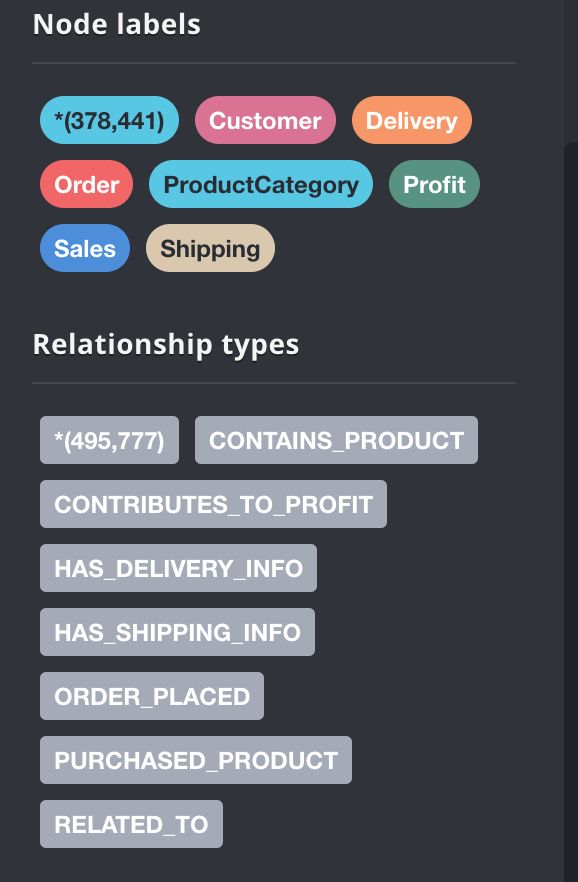 Node labels
*(378,441) Customer Delivery
Order ProductCategory Profit
Sales Shipping
Relationship types
*(495,777) CONTAINS_PRODUCT
CONTRIBUTES_TO_PROFIT
HAS_DELIVERY_INFO
HAS_SHIPPING_INFO
ORDER_PLACED
PURCHASED_PRODUCT
RELATED_TO